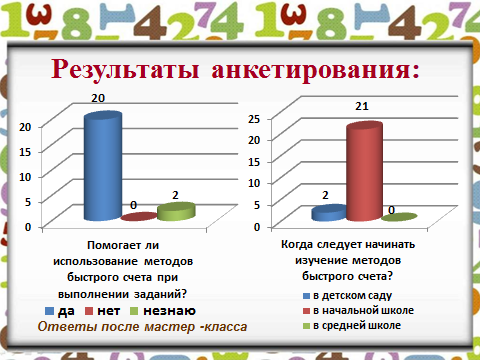 Результаты анкетирования:
20
0
2
20
15
10
5
0
Помогает ли
использование методов
быстрого счета при
выполнении заданий?
да нет незнаю
Ответы после мастер -класса
21
2
0
25
20
15
10
5
0
Когда следует начинать
изучение методов
быстрого счета?
в детском саду
в начальной школе
в средней школе